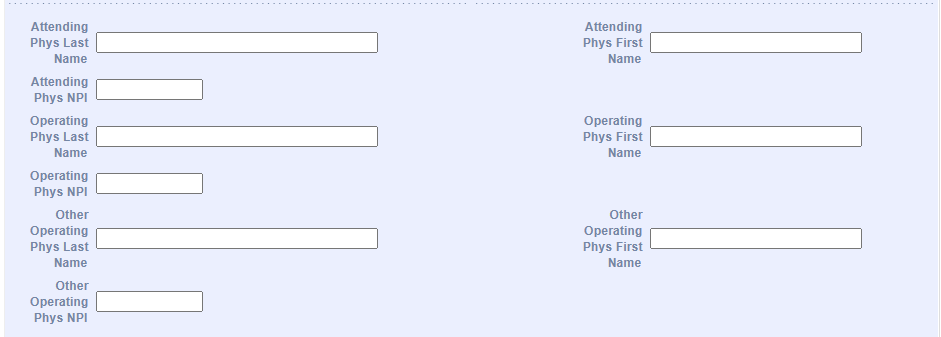 Attending
Phys Last
Name
Attending
Phys First
Name
Attending
Phys NPI
Operating
Phys Last
Name
Operating
Phys First
Name
Operating
Phys NPI
Other
Operating
Phys Last
Name
Other
Operating
Phys First
Name
Other
Operating
Phys NPI